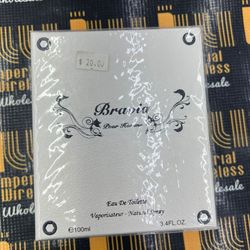 $ 20.00
Bravia
Pour Homme
Eau De Toilette
Vaporisateur - Natural Spray
100ml
3.4FL.OZ
Imperial
Wireless
Wholesale